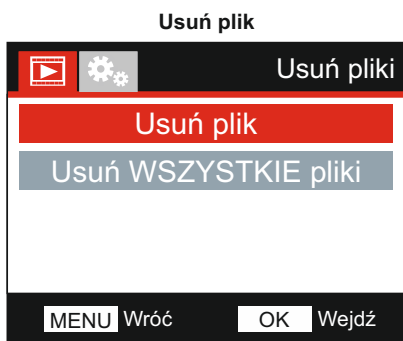 Usuń plik
Usuń pliki
Usuń plik
Usuń WSZYSTKIE pliki
MENU Wróć OK Wejdź